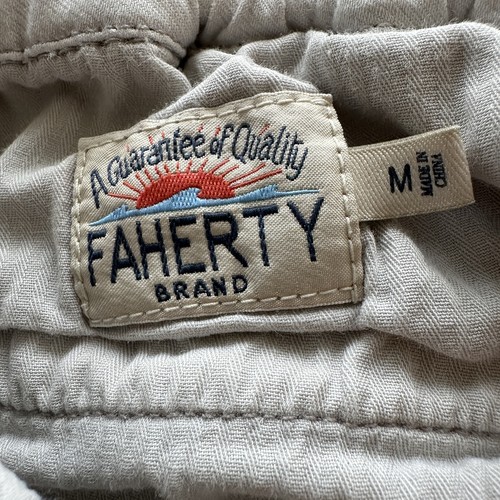 A Guarantee of Quality
FAHERTY
BRAND
M
MADE IN
CHINA